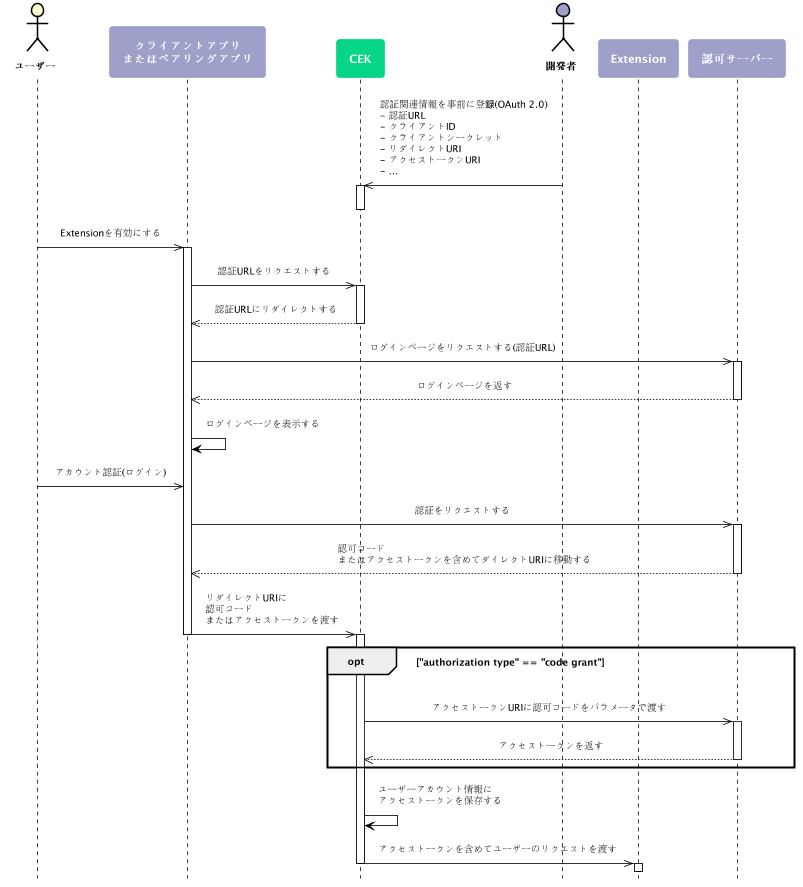 ユーザー
クライアントアプリ
またはペアリングアプリ
CEK
開発者
Extension
認可サーバー
認証関連情報を事前に登録(OAuth 2.0)
- 認証URL
- クライアントID
- クライアントシークレット
- リダイレクトURI
- アクセストークンURI
- ...
Extensionを有効にする
認証URLをリクエストする
認証URLにリダイレクトする
ログインページをリクエストする(認証URL)
ログインページを返す
ログインページを表示する
アカウント認証(ログイン)
認証をリクエストする
認可コード
またはアクセストークンを含めてダイレクトURIに移動する
リダイレクトURIに
認可コード
またはアクセストークンを渡す
opt
["authorization type" == "code grant"]
アクセストークンURIに認可コードをパラメータで渡す
アクセストークンを返す
ユーザーアカウント情報に
アクセストークンを保存する
アクセストークンを含めてユーザーのリクエストを渡す